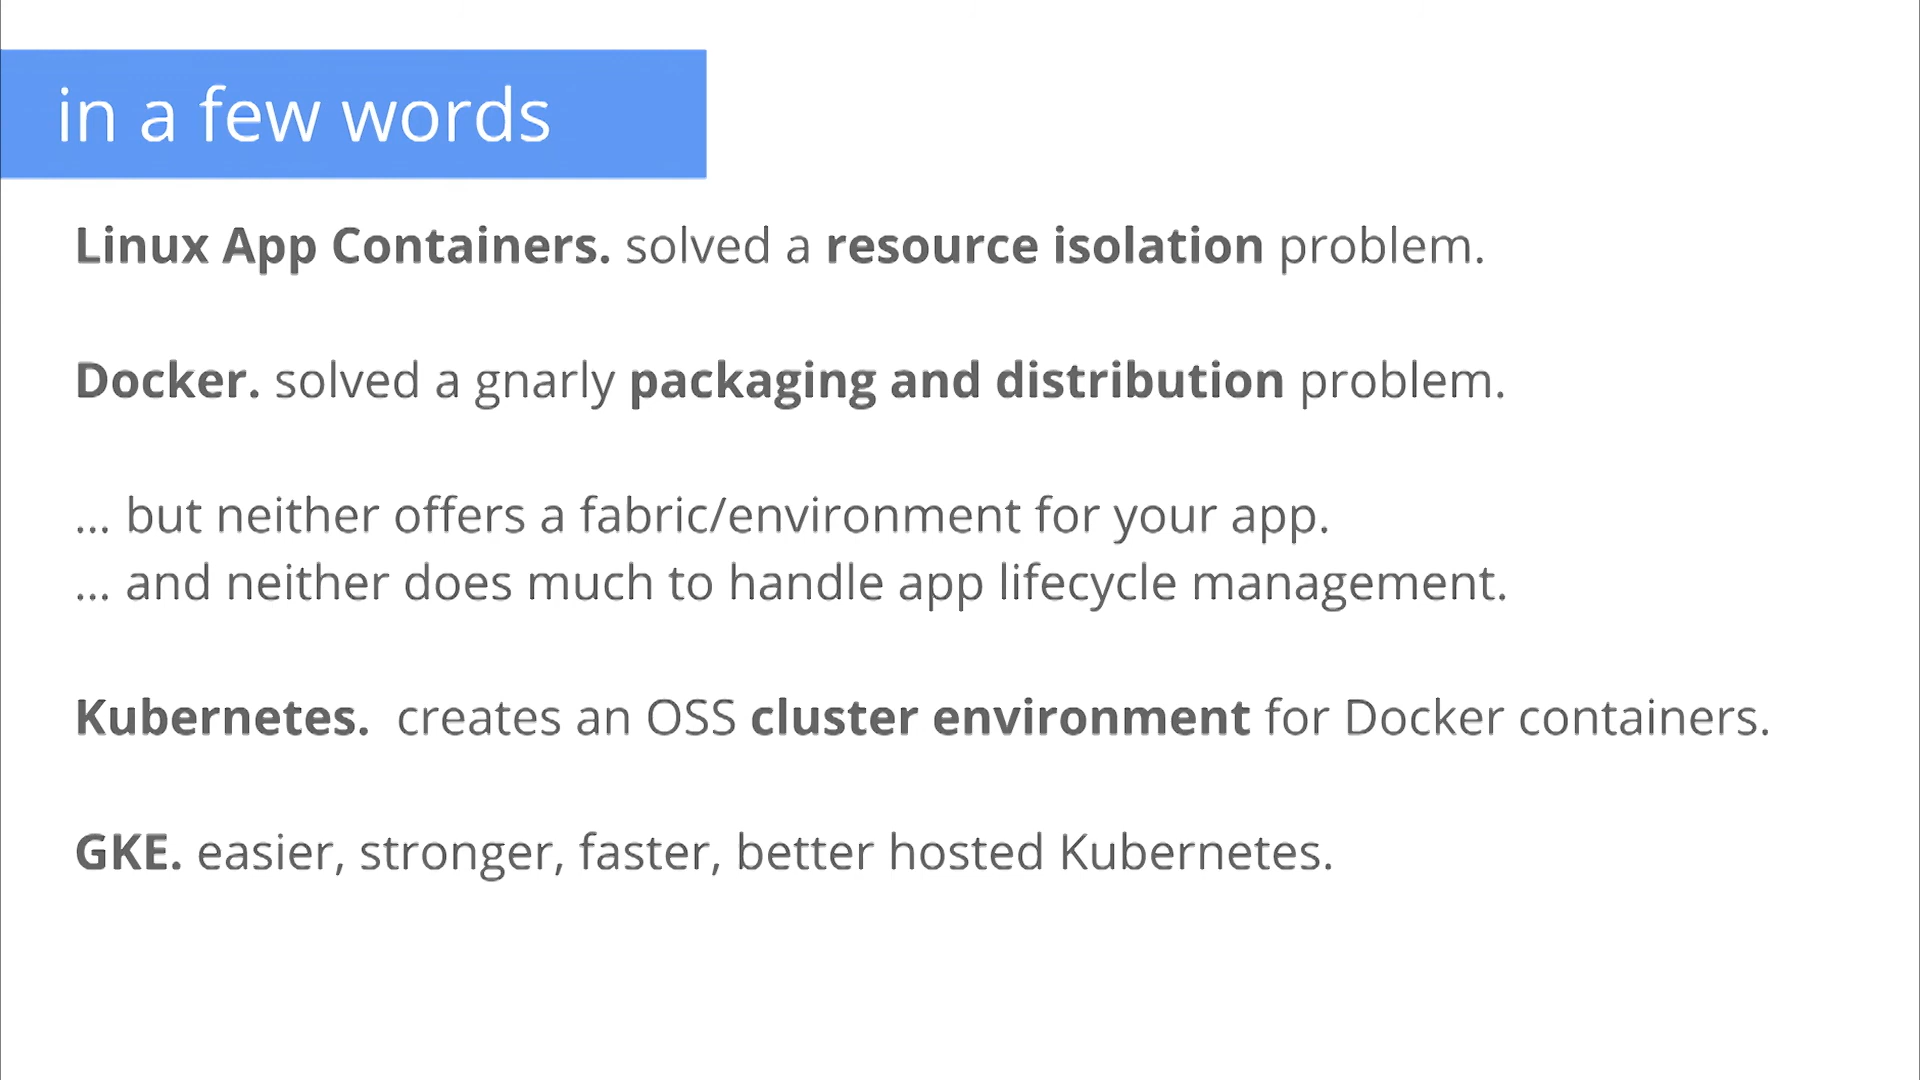 in a few words
Linux App Containers. solved a resource isolation problem.
Docker. solved a gnarly packaging and distribution problem.
... but neither offers a fabric/environment for your app.
... and neither does much to handle app lifecycle management.
Kubernetes.  creates an OSS cluster environment for Docker containers.
GKE. easier, stronger, faster, better hosted Kubernetes.